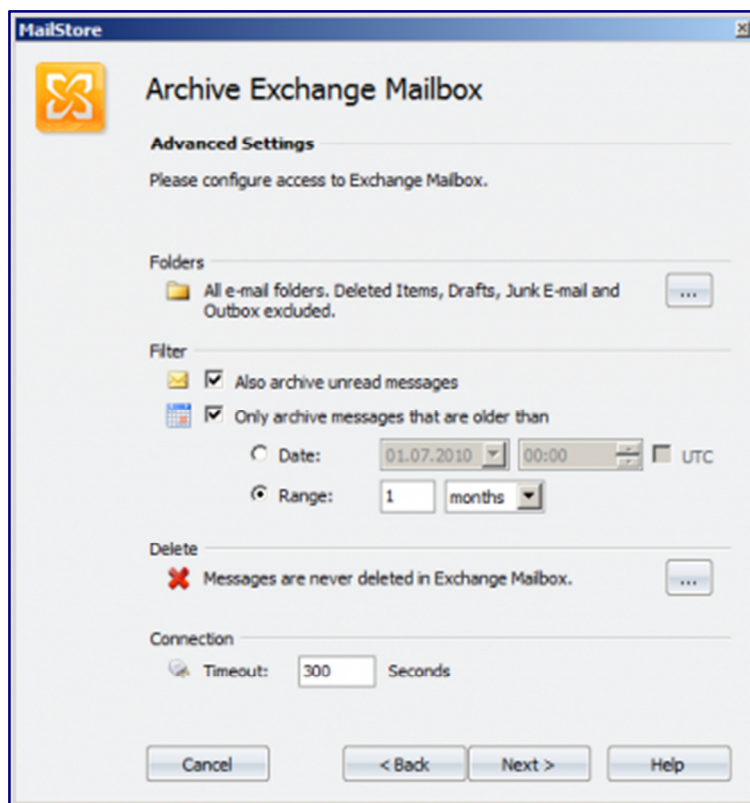 MailStore
Archive Exchange Mailbox
Advanced Settings
Please configure access to Exchange Mailbox.
Folders
All e-mail folders. Deleted Items, Drafts, Junk E-mail and
Outbox excluded.
...
Filter
Also archive unread messages
Only archive messages that are older than
Date: 01.07.2010 00:00 UTC
Range: 1 months
Delete
Messages are never deleted in Exchange Mailbox.
...
Connection
Timeout: 300 Seconds
Cancel < Back Next > Help